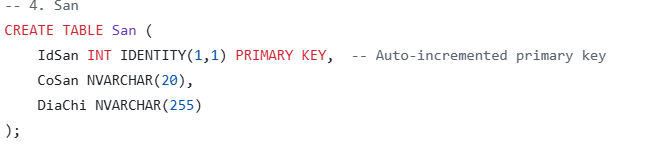 -- 4. San
CREATE TABLE San (
    IdSan INT IDENTITY(1,1) PRIMARY KEY,  -- Auto-incremented primary key
    CoSan NVARCHAR(20),
    DiaChi NVARCHAR(255)
);